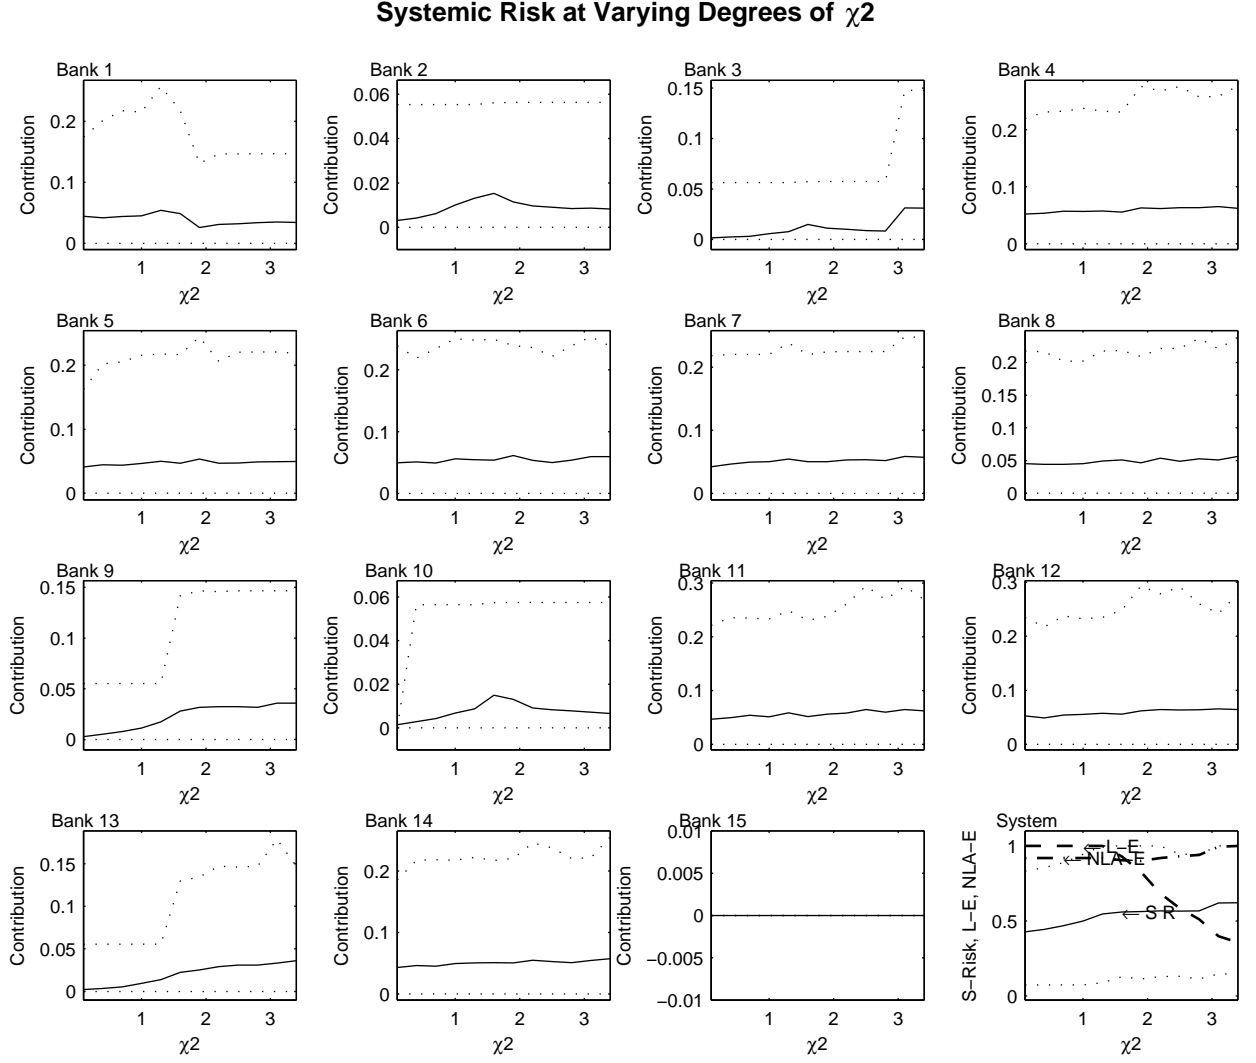 Systemic Risk at Varying Degrees of χ2
Bank 1
Contribution
0.2
0.1
0
1 2 3
χ2
Bank 2
Contribution
0.06
0.04
0.02
0
1 2 3
χ2
Bank 3
Contribution
0.15
0.1
0.05
0
1 2 3
χ2
Bank 4
Contribution
0.2
0.1
0
1 2 3
χ2
Bank 5
Contribution
0.2
0.1
0
1 2 3
χ2
Bank 6
Contribution
0.2
0.1
0
1 2 3
χ2
Bank 7
Contribution
0.2
0.1
0
1 2 3
χ2
Bank 8
Contribution
0.2
0.15
0.1
0.05
0
1 2 3
χ2
Bank 9
Contribution
0.15
0.1
0.05
0
1 2 3
χ2
Bank 10
Contribution
0.06
0.04
0.02
0
1 2 3
χ2
Bank 11
Contribution
0.3
0.2
0.1
0
1 2 3
χ2
Bank 12
Contribution
0.3
0.2
0.1
0
1 2 3
χ2
Bank 13
Contribution
0.15
0.1
0.05
0
1 2 3
χ2
Bank 14
Contribution
0.2
0.1
0
1 2 3
χ2
Bank 15
Contribution
0.01
0.005
0
−0.005
−0.01
1 2 3
χ2
System
S−Risk, L−E, NLA−E
1
0.5
0
← L−E
← NLA−E
← S R
1 2 3
χ2